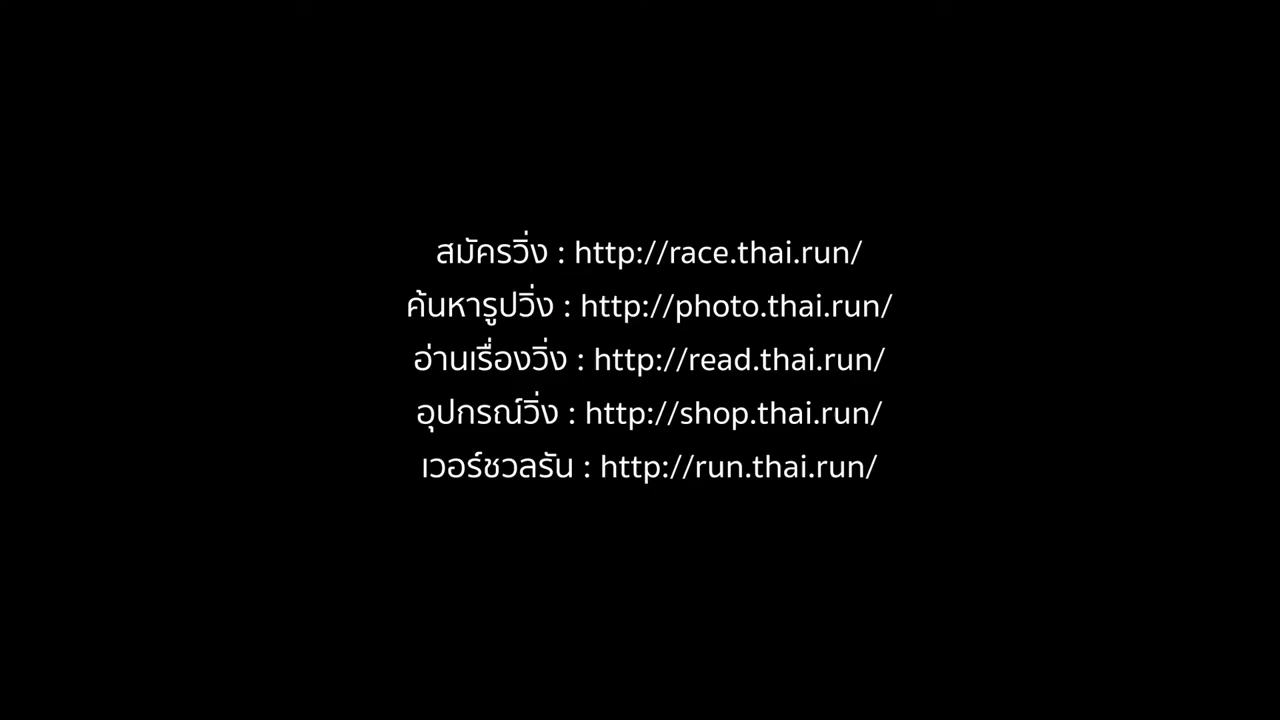 สมัครวิ่ง : http://race.thai.run/
ค้นหารูปวิ่ง : http://photo.thai.run/
อ่านเรื่องวิ่ง : http://read.thai.run/
อุปกรณ์วิ่ง : http://shop.thai.run/
เวอร์ชวลรัน : http://run.thai.run/